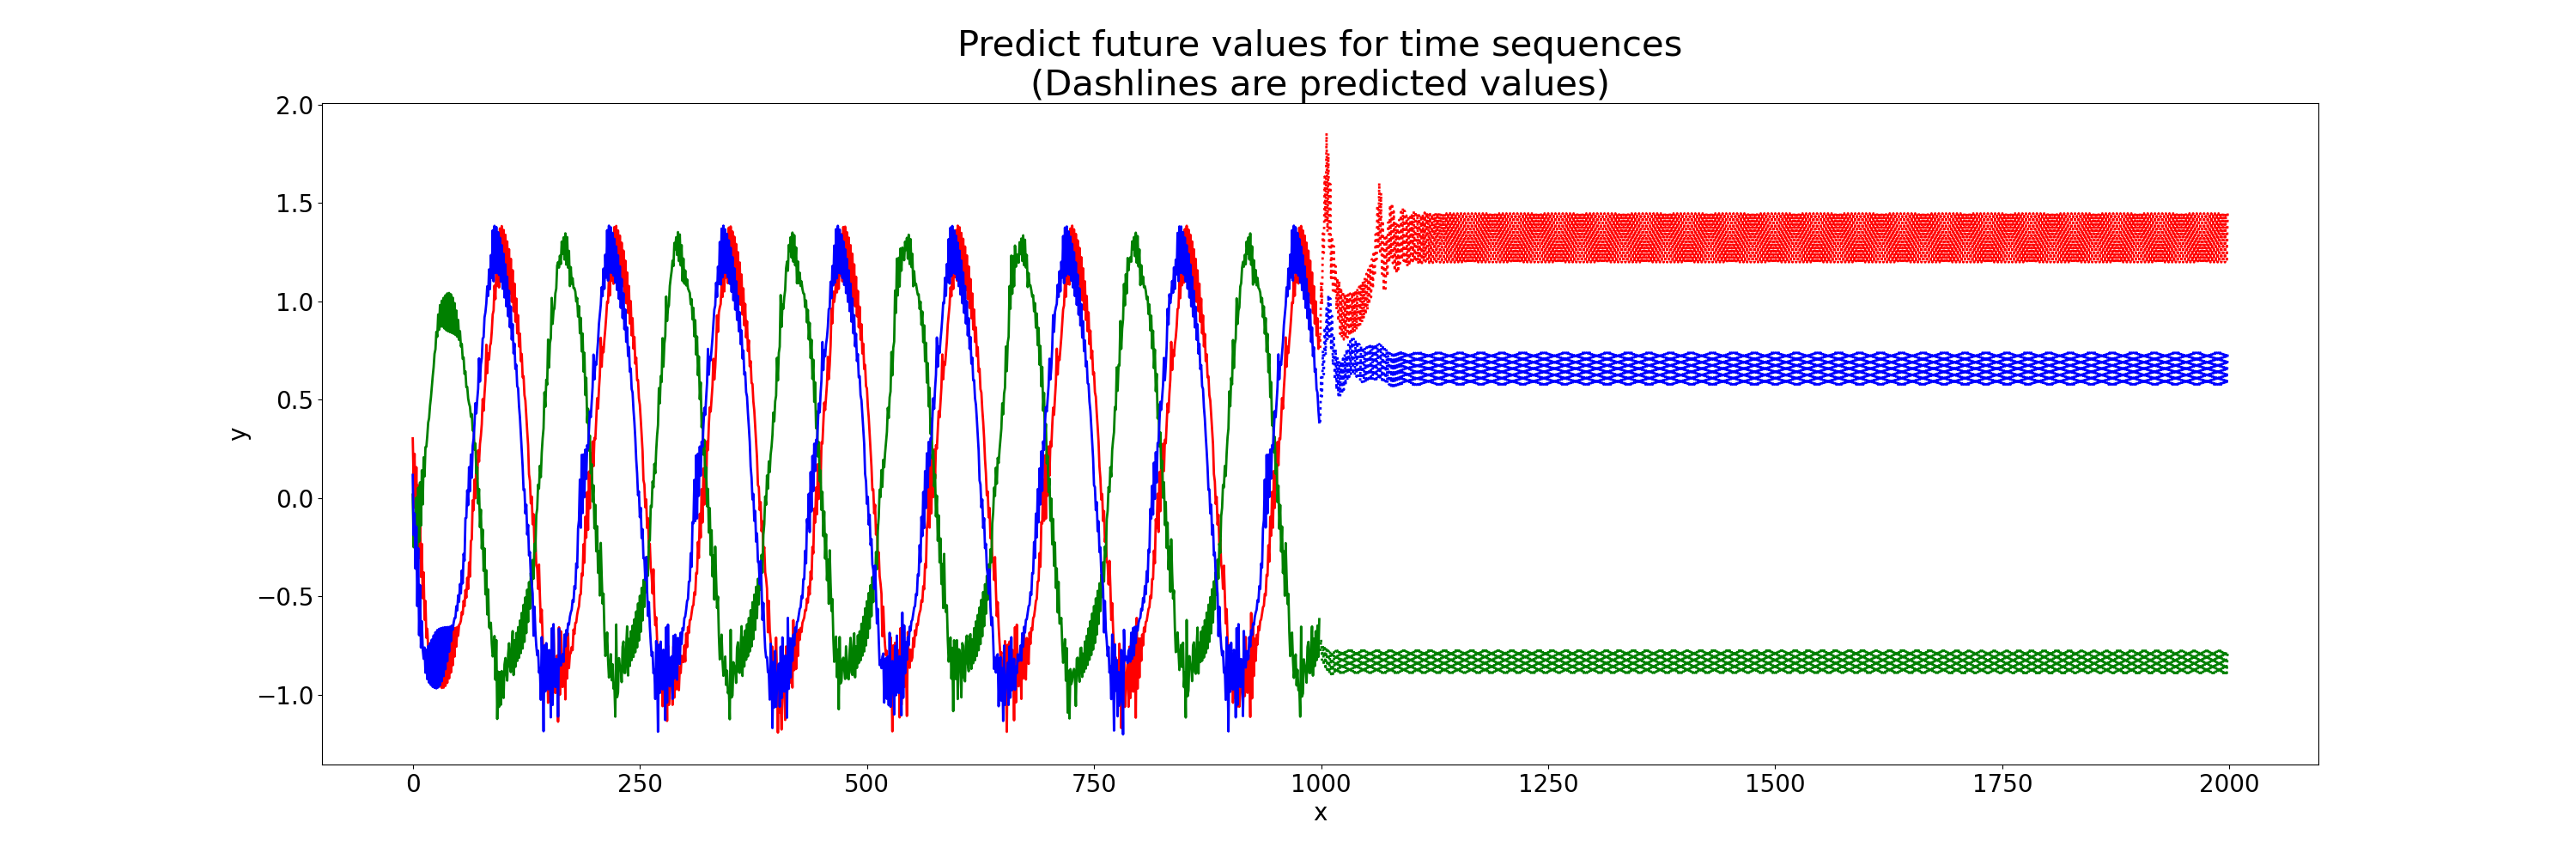 Predict future values for time sequences
(Dashlines are predicted values)
2.0
1.5
1.0
0.5
0.0
−0.5
−1.0
y
0 250 500 750 1000 1250 1500 1750 2000
x